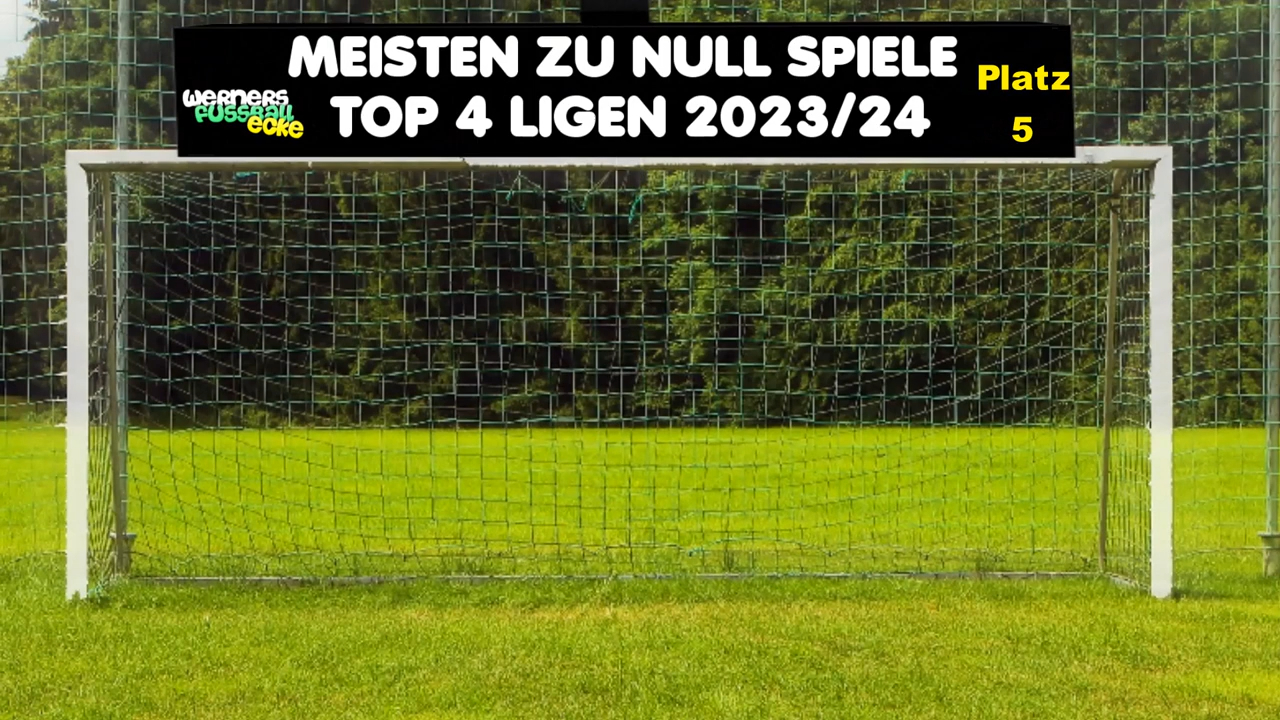 MEISTEN ZU NULL SPIELE
TOP 4 LIGEN 2023/24
Platz
5
WERNERS
FUSSBALL
ECKE